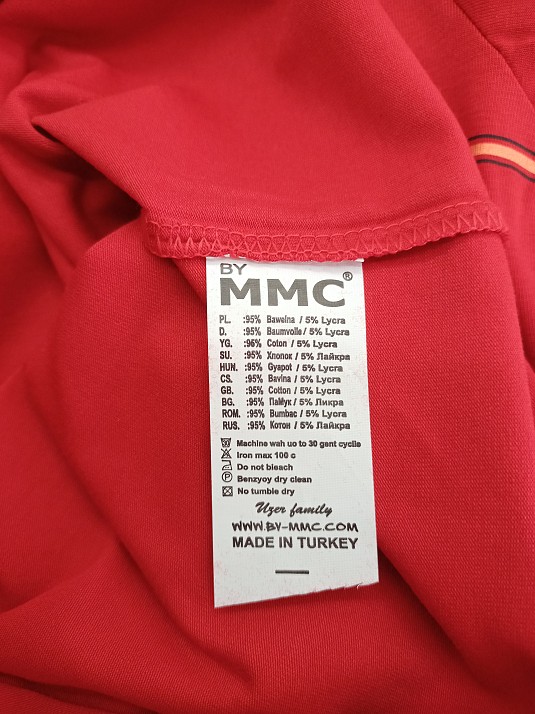 BY
MMC®
PL. :95% Bawełna / 5% Lycra
D. :95% Baumvolle / 5% Lycra
YG. :96% Coton / 5% Lycra
SU. :95% Хлопок / 5% Лайкра
HUN. :95% Gyapot / 5% Lycra
CS. :95% Bavina / 5% Lycra
GB. :95% Cotton / 5% Lycra
BG. :95% ПаМук / 5% Ликра
ROM. :95% Bumbac / 5% Lycra
RUS. :95% Котон / 5% Лайкра
Machine wah uo to 30 gent cyclle
Iron max 100 c
Do not bleach
P Benzyoy dry clean
No tumble dry
Uzer family
WWW.BY-MMC.COM
MADE IN TURKEY